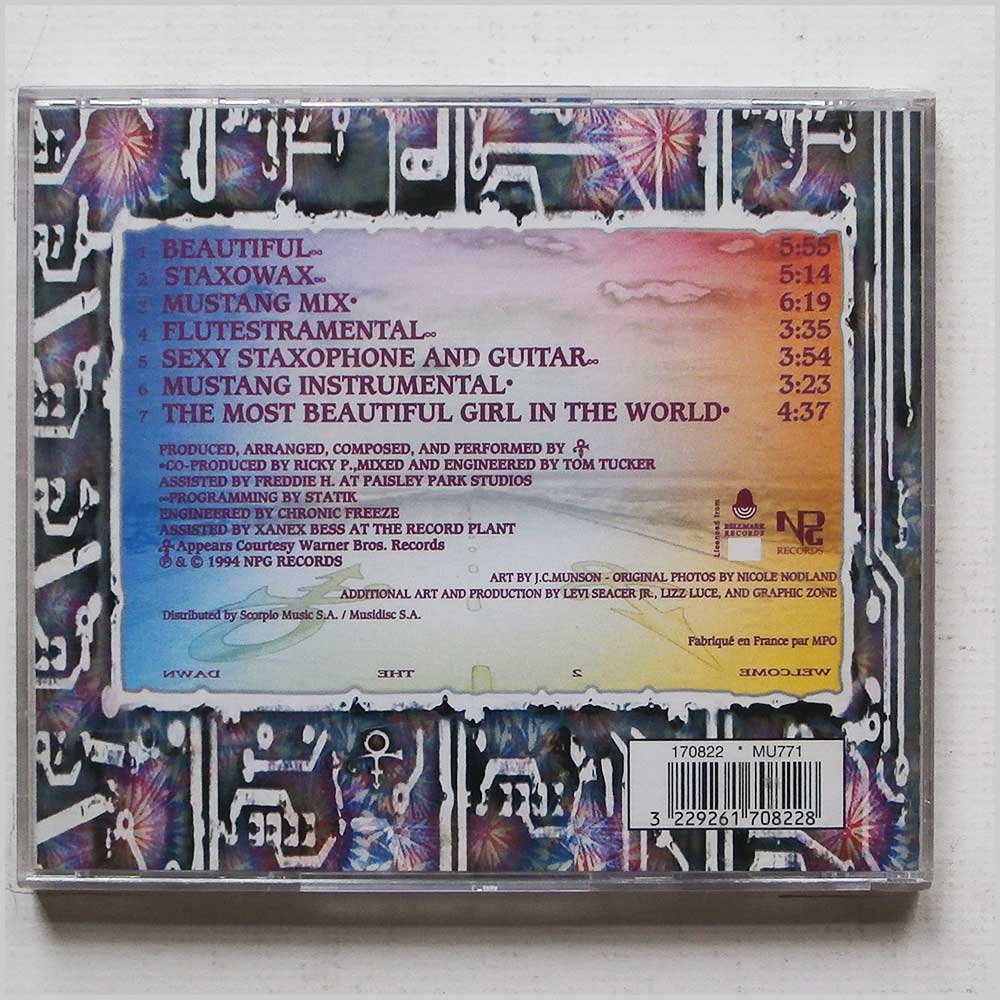 1 BEAUTIFUL∞ 5:55
2 STAXOWAX∞ 5:14
3 MUSTANG MIX• 6:19
4 FLUTESTRAMENTAL∞ 3:35
5 SEXY STAXOPHONE AND GUITAR∞ 3:54
6 MUSTANG INSTRUMENTAL• 3:23
7 THE MOST BEAUTIFUL GIRL IN THE WORLD• 4:37
PRODUCED, ARRANGED, COMPOSED, AND PERFORMED BY
•CO-PRODUCED BY RICKY P.,MIXED AND ENGINEERED BY TOM TUCKER
ASSISTED BY FREDDIE H. AT PAISLEY PARK STUDIOS
∞PROGRAMMING BY STATIK
ENGINEERED BY CHRONIC FREEZE
ASSISTED BY XANEX BESS AT THE RECORD PLANT
Appears Courtesy Warner Bros. Records
℗ & © 1994 NPG RECORDS
Licensed from
BELLMARK
RECORDS
NPG
RECORDS
ART BY J.C.MUNSON - ORIGINAL PHOTOS BY NICOLE NODLAND
ADDITIONAL ART AND PRODUCTION BY LEVI SEACER JR., LIZZ LUCE, AND GRAPHIC ZONE
Distributed by Scorpio Music S.A. / Musidisc S.A.
Fabriqué en France par MPO
WELCOME 2 THE DAWN
170822 * MU771
3 229261 708228